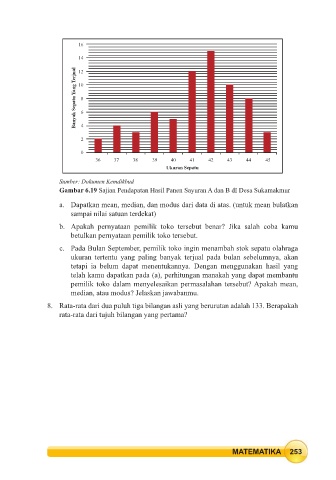 16
14
12
10
8
6
4
2
0
Banyak Sepatu Yang Terjual
36 37 38 39 40 41 42 43 44 45
Ukuran Sepatu
Sumber: Dokumen Kemdikbud
Gambar 6.19 Sajian Pendapatan Hasil Panen Sayuran A dan B di Desa Sukamakmur
a. Dapatkan mean, median, dan modus dari data di atas. (untuk mean bulatkan
sampai nilai satuan terdekat)
b. Apakah pernyataan pemilik toko tersebut benar? Jika salah coba kamu
betulkan pernyataan pemilik toko tersebut.
c. Pada Bulan September, pemilik toko ingin menambah stok sepatu olahraga
ukuran tertentu yang paling banyak terjual pada bulan sebelumnya, akan
tetapi ia belum dapat menentukannya. Dengan menggunakan hasil yang
telah kamu dapatkan pada (a), perhitungan manakah yang dapat membantu
pemilik toko dalam menyelesaikan permasalahan tersebut? Apakah mean,
median, atau modus? Jelaskan jawabanmu.
8. Rata-rata dari dua puluh tiga bilangan asli yang berurutan adalah 133. Berapakah
rata-rata dari tujuh bilangan yang pertama?
MATEMATIKA 253